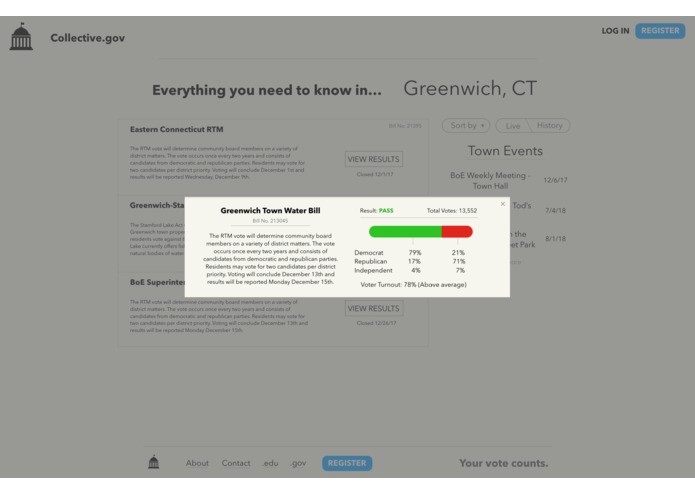 Collective.gov
LOG IN
REGISTER
Everything you need to know in... Greenwich, CT
Eastern Connecticut RTM
Bill No. 21305
The RTM vote will determine community board members on a variety of
district matters. The vote occurs once every two years and consists of
candidates from democratic and republican parties. Residents may vote for
two candidates per district priority. Voting will conclude December 1st and
results will be reported Wednesday, December 9th.
VIEW RESULTS
Closed 12/1/17
Sort by
Live \ History
Town Events
BoE Weekly Meeting -
Town Hall
12/6/17
Tod's
7/4/18
n the
et Park
8/1/18
Greenwich-Sta
The Stamford Lake Act
Greenwich town prope
residents vote against t
Lake currently offers fo
natural bodies of water
Greenwich Town Water Bill
Bill No. 213045
The RTM vote will determine community board
members on a variety of district matters. The vote
occurs once every two years and consists of
candidates from democratic and republican parties.
Residents may vote for two candidates per district
priority. Voting will conclude December 13th and
results will be reported Monday December 15th.
×
Result: PASS
Total Votes: 13,552
Democrat 79% 21%
Republican 17% 71%
Independent 4% 7%
Voter Turnout: 78% (Above average)
BoE Superinte
The RTM vote will determine community board members on a variety of
district matters. The vote occurs once every two years and consists of
candidates from democratic and republican parties. Residents may vote for
two candidates per district priority. Voting will conclude December 13th and
results will be reported Monday December 15th.
VIEW RESULTS
Closed 12/26/17
About
Contact
.edu
.gov
REGISTER
Your vote counts.